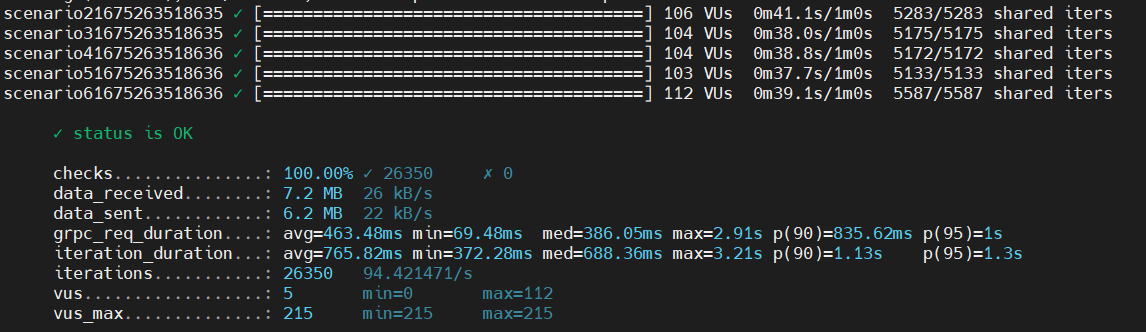 scenario21675263518635 ✓ [======================================] 106 VUs  0m41.1s/1m0s  5283/5283 shared iters
scenario31675263518635 ✓ [======================================] 104 VUs  0m38.0s/1m0s  5175/5175 shared iters
scenario41675263518636 ✓ [======================================] 104 VUs  0m38.8s/1m0s  5172/5172 shared iters
scenario51675263518636 ✓ [======================================] 103 VUs  0m37.7s/1m0s  5133/5133 shared iters
scenario61675263518636 ✓ [======================================] 112 VUs  0m39.1s/1m0s  5587/5587 shared iters
✓ status is OK
checks...............: 100.00% ✓ 26350     ✗ 0
data_received........: 7.2 MB  26 kB/s
data_sent............: 6.2 MB  22 kB/s
grpc_req_duration....: avg=463.48ms min=69.48ms  med=386.05ms max=2.91s p(90)=835.62ms p(95)=1s
iteration_duration...: avg=765.82ms min=372.28ms med=688.36ms max=3.21s p(90)=1.13s    p(95)=1.3s
iterations...........: 26350   94.421471/s
vus..................: 5       min=0       max=112
vus_max..............: 215     min=215     max=215